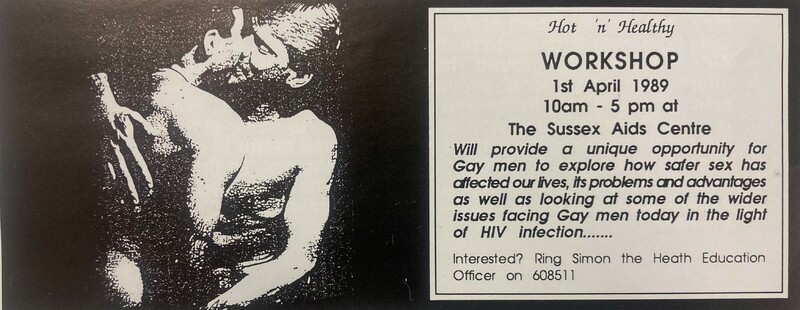 Hot 'n' Healthy
WORKSHOP
1st April 1989
10am - 5 pm at
The Sussex Aids Centre
Will provide a unique opportunity for
Gay men to explore how safer sex has
affected our lives, its problems and advantages
as well as looking at some of the wider
issues facing Gay men today in the light
of HIV infection.......
Interested? Ring Simon the Heath Education
Officer on 608511